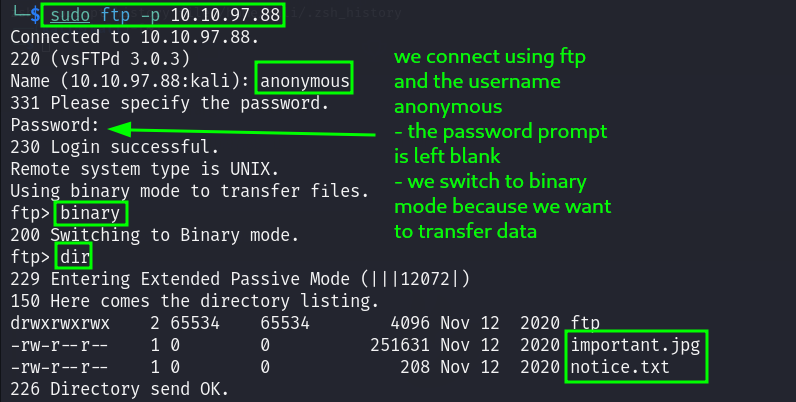 └─$ sudo ftp -p 10.10.97.88
Connected to 10.10.97.88.
220 (vsFTPd 3.0.3)
Name (10.10.97.88:kali): anonymous
331 Please specify the password.
Password:
230 Login successful.
Remote system type is UNIX.
Using binary mode to transfer files.
ftp> binary
200 Switching to Binary mode.
ftp> dir
229 Entering Extended Passive Mode (|||12072|)
150 Here comes the directory listing.
drwxrwxrwx    2 65534    65534        4096 Nov 12  2020 ftp
-rw-r--r--    1 0        0          251631 Nov 12  2020 important.jpg
-rw-r--r--    1 0        0             208 Nov 12  2020 notice.txt
226 Directory send OK.
we connect using ftp
and the username
anonymous
- the password prompt
is left blank
- we switch to binary
mode because we want
to transfer data